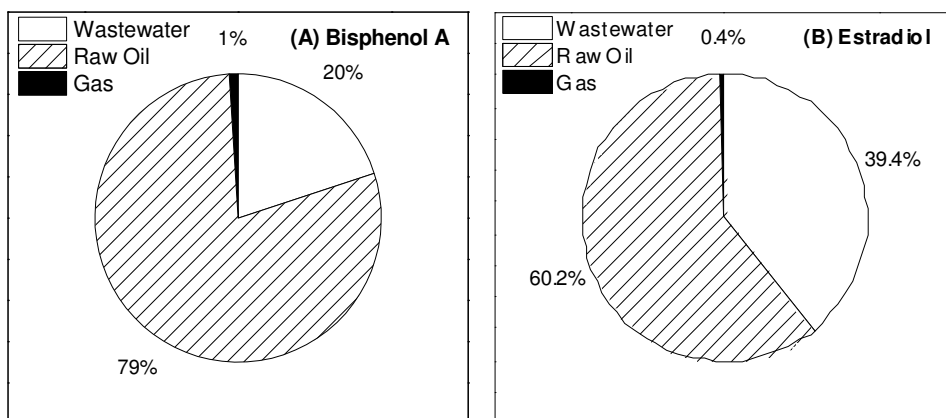 Wastewater
Raw Oil
Gas
1%
(A) Bisphenol A
20%
79%
Wastewater
Raw Oil
Gas
0.4%
(B) Estradiol
39.4%
60.2%